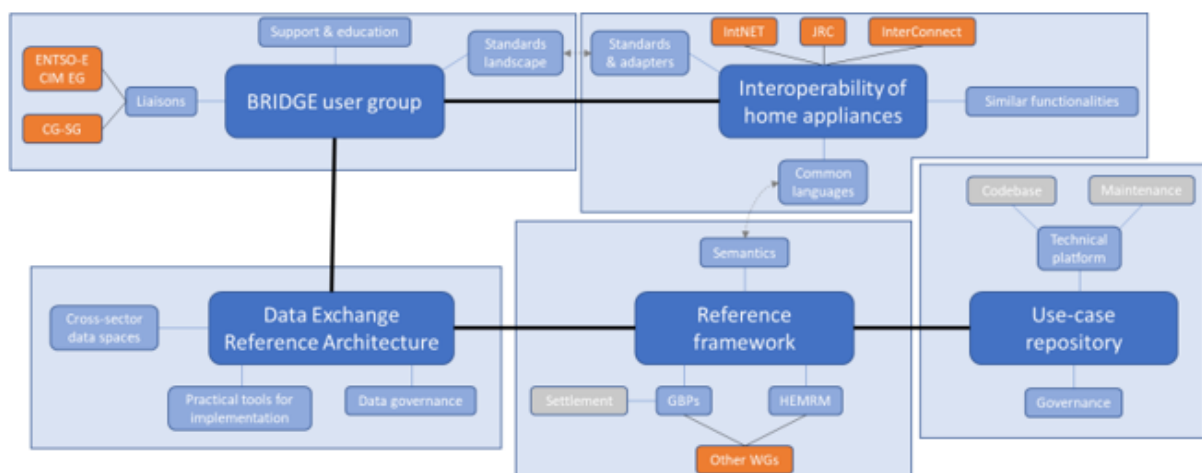 Support & education
ENTSO-E
CIM EG
Liaisons
CG-SG
BRIDGE user group
Standards
landscape
Standards
& adapters
IntNET
JRC
InterConnect
Interoperability of
home appliances
Similar functionalities
Common
languages
Codebase
Maintenance
Technical
platform
Semantics
Cross-sector
data spaces
Data Exchange
Reference Architecture
Reference
framework
Use-case
repository
Practical tools for
implementation
Data governance
Settlement
GBPs
HEMRM
Governance
Other WGs